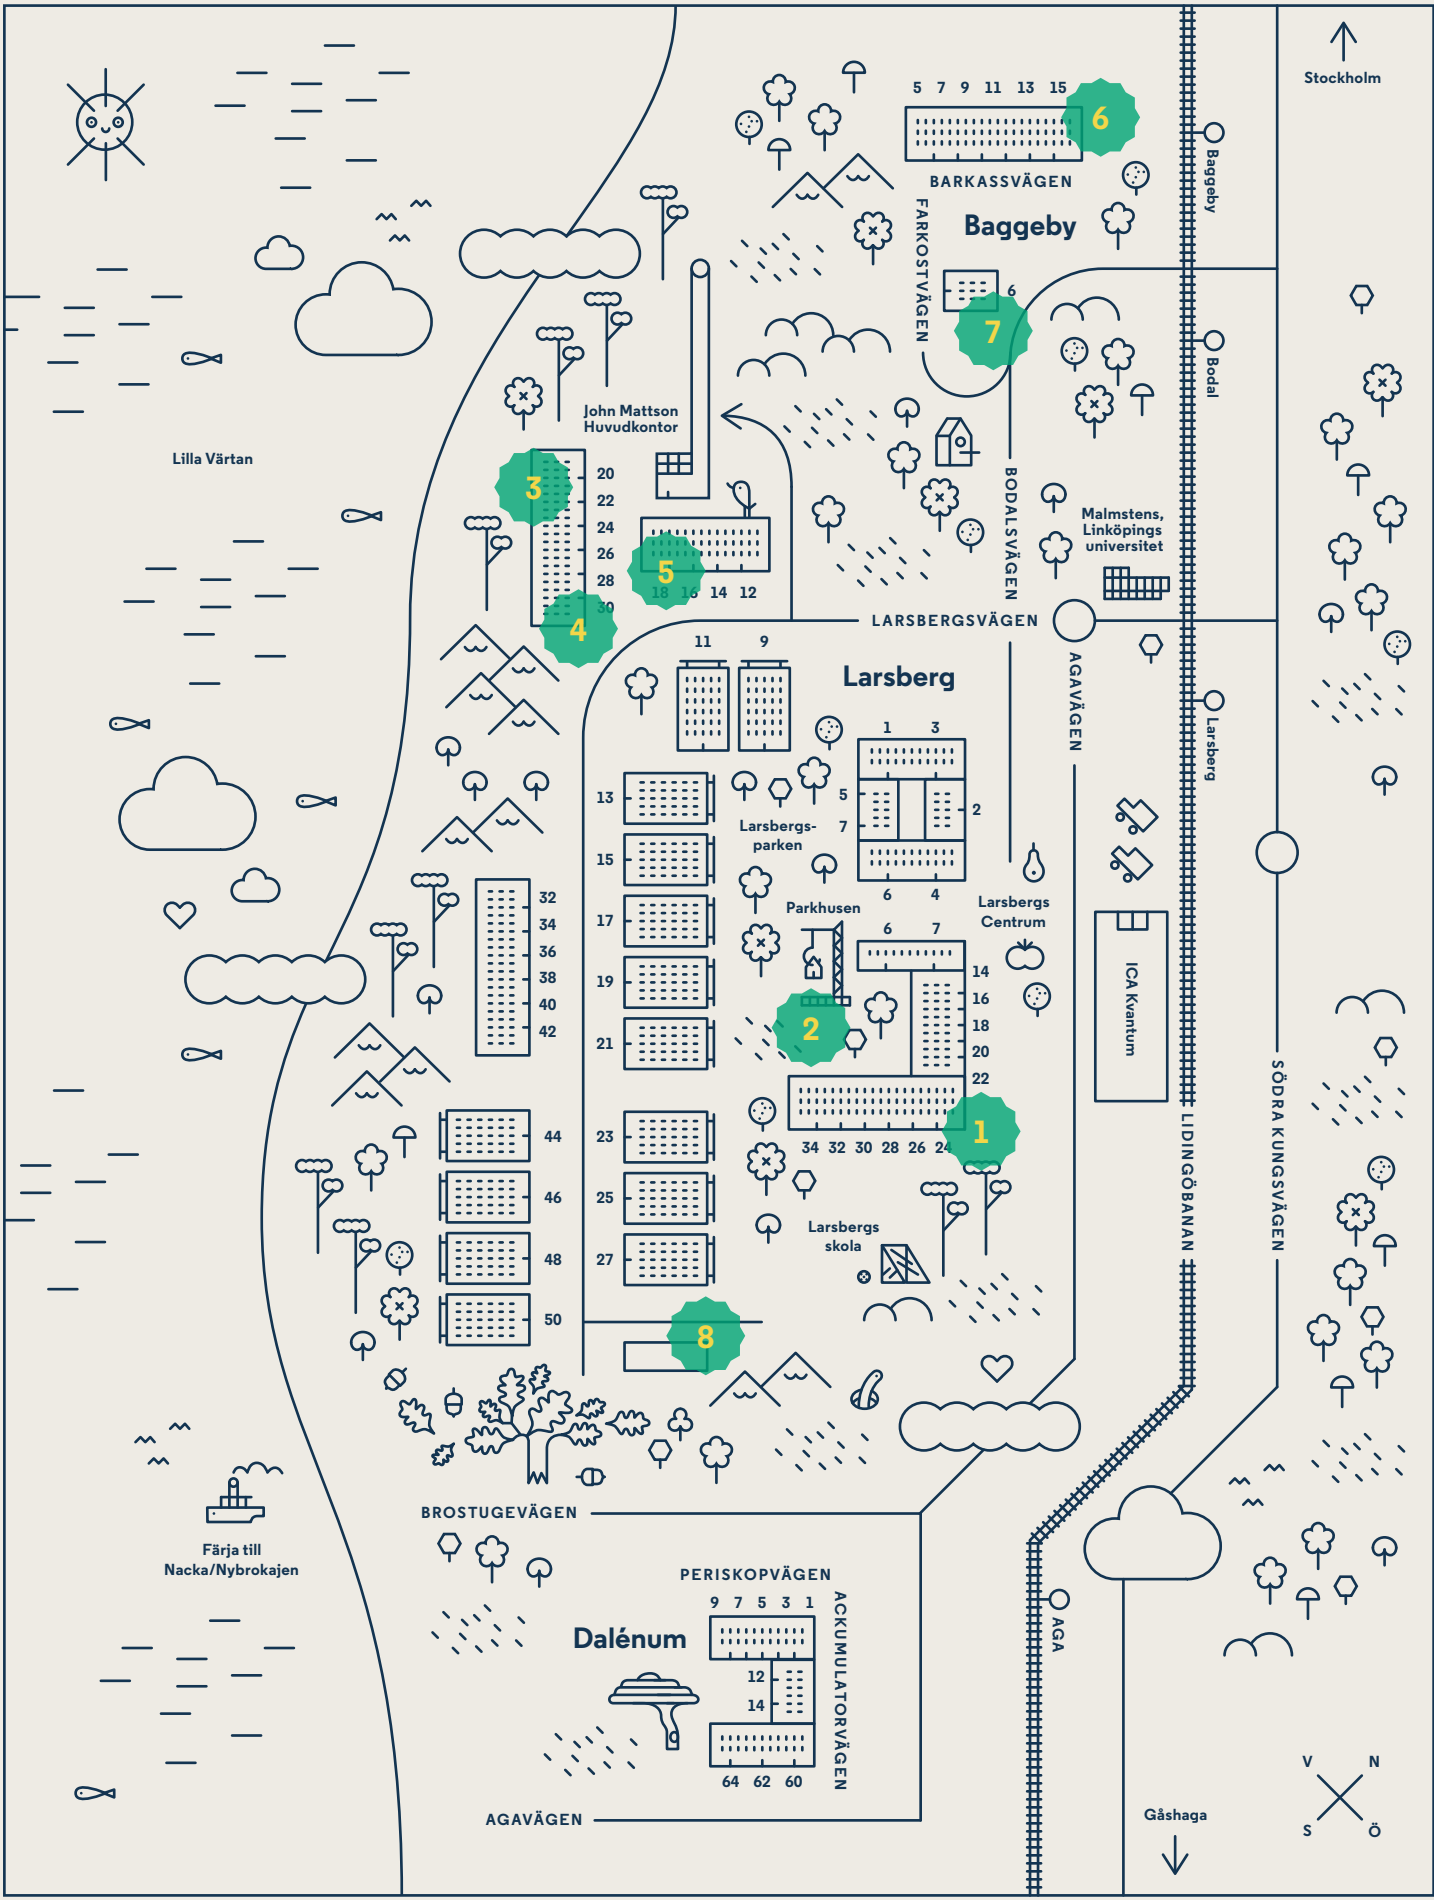 Stockholm
5 7 9 11 13 15
6
BARKASSVÄGEN
Baggeby
FARKOSTVÄGEN
Baggeby
6
7
Bodal
John Mattson
Huvudkontor
Lilla Värtan
3
20
22
24
26
28
30
4
5
18 16 14 12
BODALSVÄGEN
Malmstens,
Linköpings
universitet
LARSBERGSVÄGEN
11 9
Larsberg
AGAVÄGEN
Larsberg
1 3
5
7
2
6 4
13
15
17
19
21
Larsbergs-
parken
Parkhusen
Larsbergs
Centrum
6 7
14
16
18
20
22
2
ICA Kvantum
32
34
36
38
40
42
1
34 32 30 28 26 24
LIDINGÖBANAN
SÖDRA KUNGSVÄGEN
44
46
48
50
23
25
27
Larsbergs
skola
8
BROSTUGEVÄGEN
Färja till
Nacka/Nybrokajen
PERISKOPVÄGEN
9 7 5 3 1
ACKUMULATORVÄGEN
Dalénum
12
14
64 62 60
AGAVÄGEN
AGA
Gåshaga
V N
S Ö